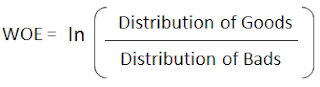 WOE = ln ( Distribution of Goods
Distribution of Bads )